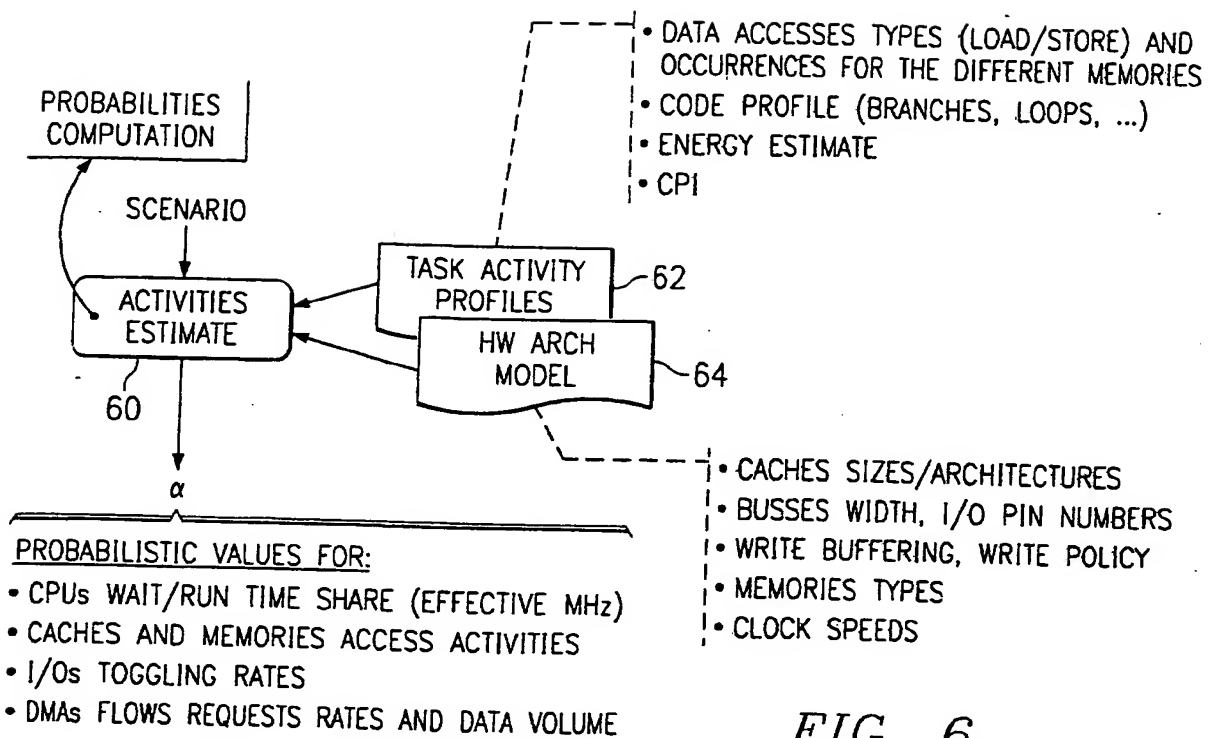 • DATA ACCESSES TYPES (LOAD/STORE) AND
OCCURRENCES FOR THE DIFFERENT MEMORIES
• CODE PROFILE (BRANCHES, LOOPS, ...)
• ENERGY ESTIMATE
• CPI
PROBABILITIES
COMPUTATION
SCENARIO
ACTIVITIES
ESTIMATE
60
TASK ACTIVITY
PROFILES
62
HW ARCH
MODEL
64
• CACHES SIZES/ARCHITECTURES
• BUSSES WIDTH, I/O PIN NUMBERS
• WRITE BUFFERING, WRITE POLICY
• MEMORIES TYPES
• CLOCK SPEEDS
α
PROBABILISTIC VALUES FOR:
• CPUs WAIT/RUN TIME SHARE (EFFECTIVE MHz)
• CACHES AND MEMORIES ACCESS ACTIVITIES
• I/Os TOGGLING RATES
• DMAs FLOWS REQUESTS RATES AND DATA VOLUME
FIG. 6